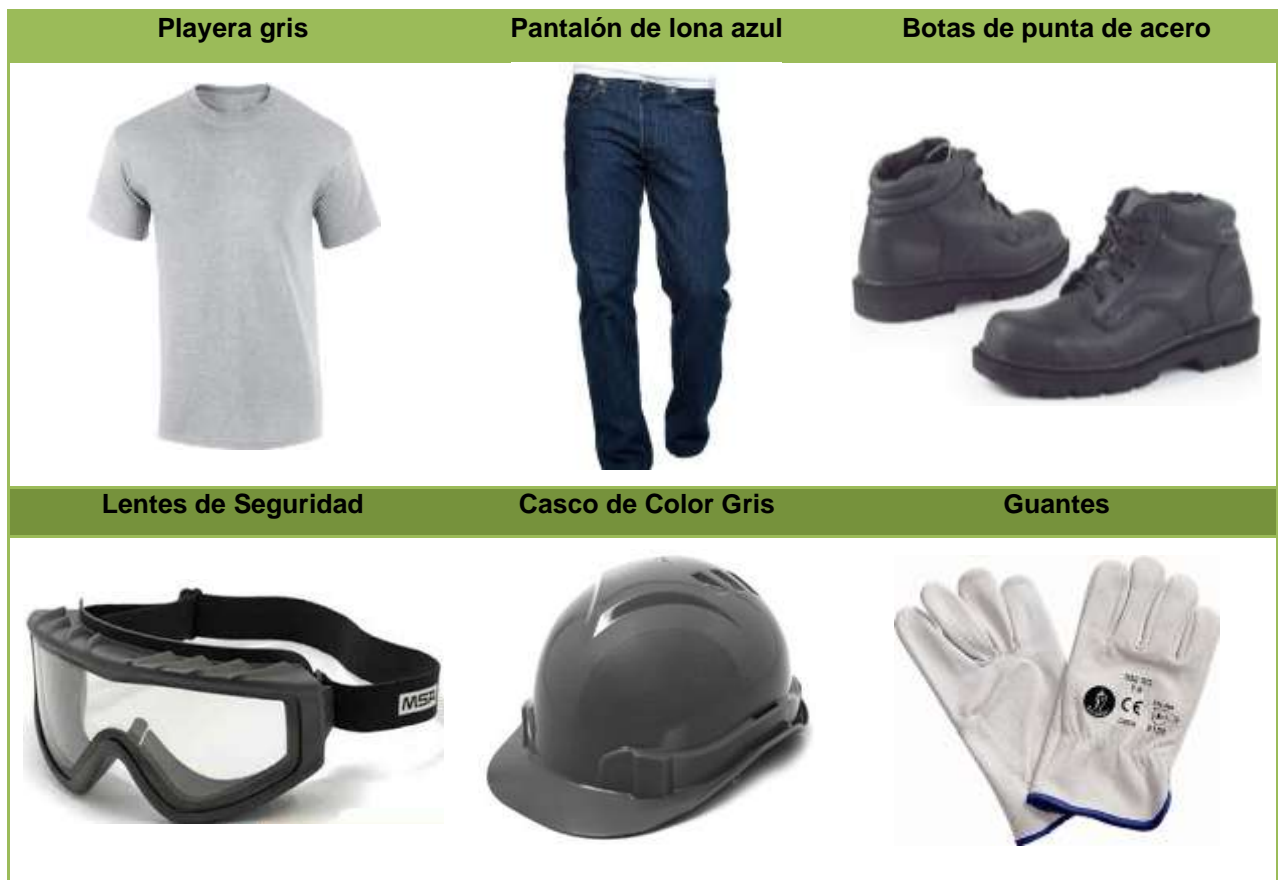 Playera gris
Pantalón de lona azul
Botas de punta de acero
Lentes de Seguridad
Casco de Color Gris
Guantes
MSA
CE